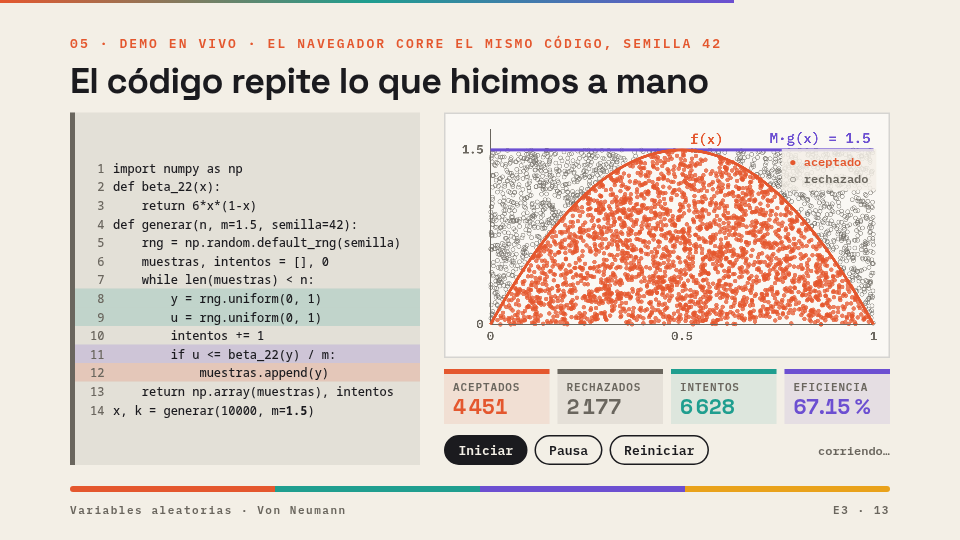 05 · DEMO EN VIVO · EL NAVEGADOR CORRE EL MISMO CÓDIGO, SEMILLA 42
El código repite lo que hicimos a mano
1 import numpy as np
2 def beta_22(x):
3     return 6*x*(1-x)
4 def generar(n, m=1.5, semilla=42):
5     rng = np.random.default_rng(semilla)
6     muestras, intentos = [], 0
7     while len(muestras) < n:
8         y = rng.uniform(0, 1)
9         u = rng.uniform(0, 1)
10         intentos += 1
11         if u <= beta_22(y) / m:
12             muestras.append(y)
13     return np.array(muestras), intentos
14 x, k = generar(10000, m=1.5)
f(x)
M·g(x) = 1.5
1.5
aceptado
rechazado
0
0
0.5
1
ACEPTADOS
4 451
RECHAZADOS
2 177
INTENTOS
6 628
EFICIENCIA
67.15 %
Iniciar
Pausa
Reiniciar
corriendo…
Variables aleatorias · Von Neumann
E3 · 13